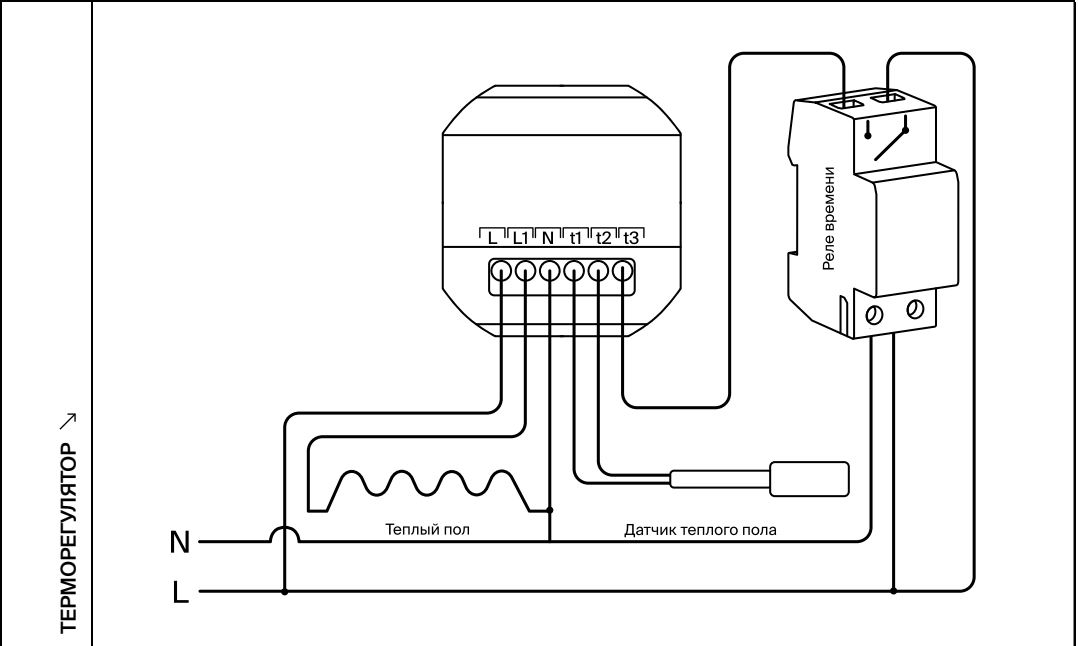 ТЕРМОРЕГУЛЯТОР ↗
L L1 N t1 t2 t3
Реле времени
Теплый пол
Датчик теплого пола
N
L